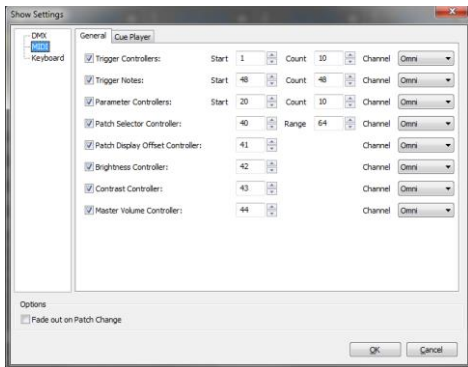 Show Settings
DMX
MIDI
Keyboard
General Cue Player
Trigger Controllers: Start 1 Count 10 Channel Omni
Trigger Notes: Start 48 Count 48 Channel Omni
Parameter Controllers: Start 20 Count 10 Channel Omni
Patch Selector Controller: 40 Range 64 Channel Omni
Patch Display Offset Controller: 41 Channel Omni
Brightness Controller: 42 Channel Omni
Contrast Controller: 43 Channel Omni
Master Volume Controller: 44 Channel Omni
Options
Fade out on Patch Change
OK Cancel